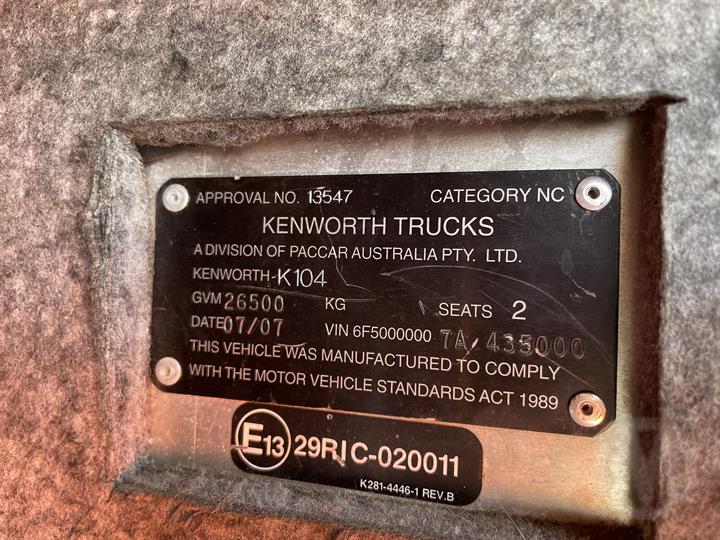 APPROVAL NO. 13547 CATEGORY NC
KENWORTH TRUCKS
A DIVISION OF PACCAR AUSTRALIA PTY. LTD.
KENWORTH-K104
GVM 26500 KG SEATS 2
DATE 07/07 VIN 6F5000000 7A,435000
THIS VEHICLE WAS MANUFACTURED TO COMPLY
WITH THE MOTOR VEHICLE STANDARDS ACT 1989
E13 29RIC-020011
K281-4446-1 REV.B